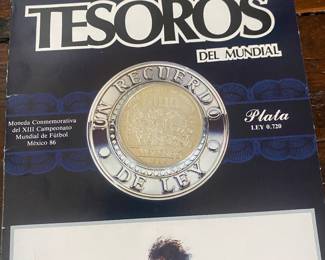 TESOROS
DEL MUNDIAL
Moneda Conmemorativa
del XIII Campeonato
Mundial de Fútbol
México 86
UN RECUERDO
DE LEY
Plata
LEY 0.720